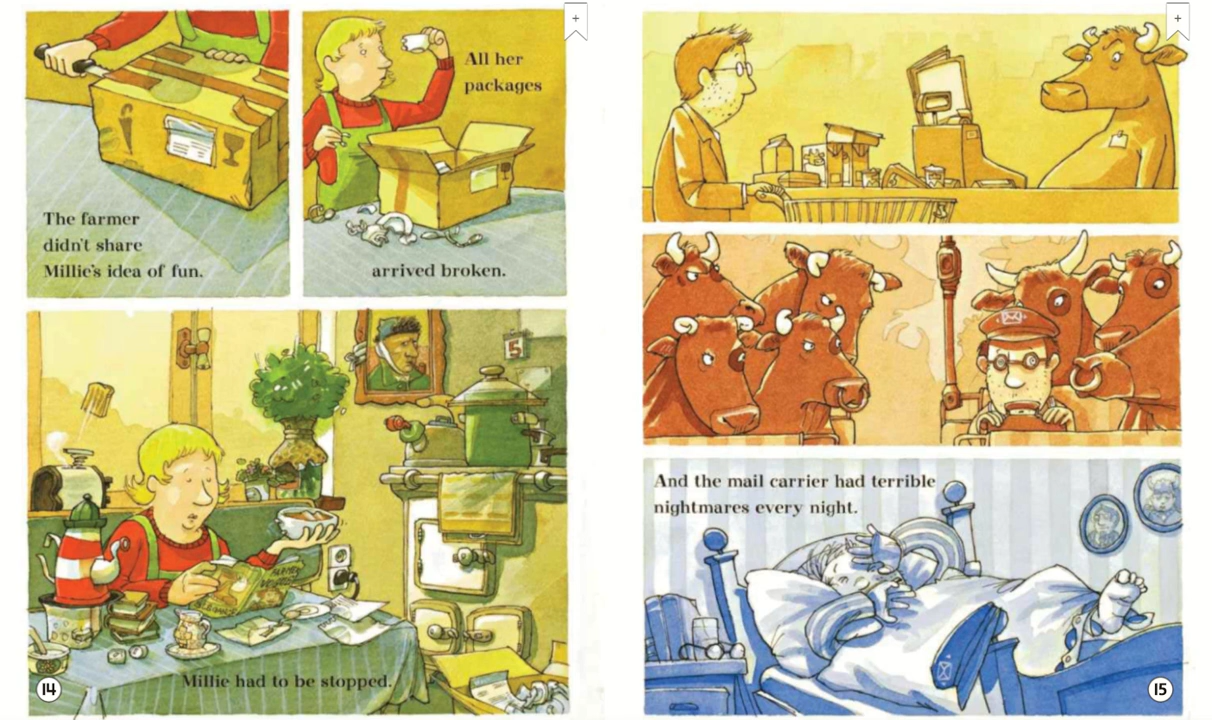 The farmer
didn't share
Millie's idea of fun.
All her
packages
arrived broken.
5
Millie had to be stopped.
14
And the mail carrier had terrible
nightmares every night.
15